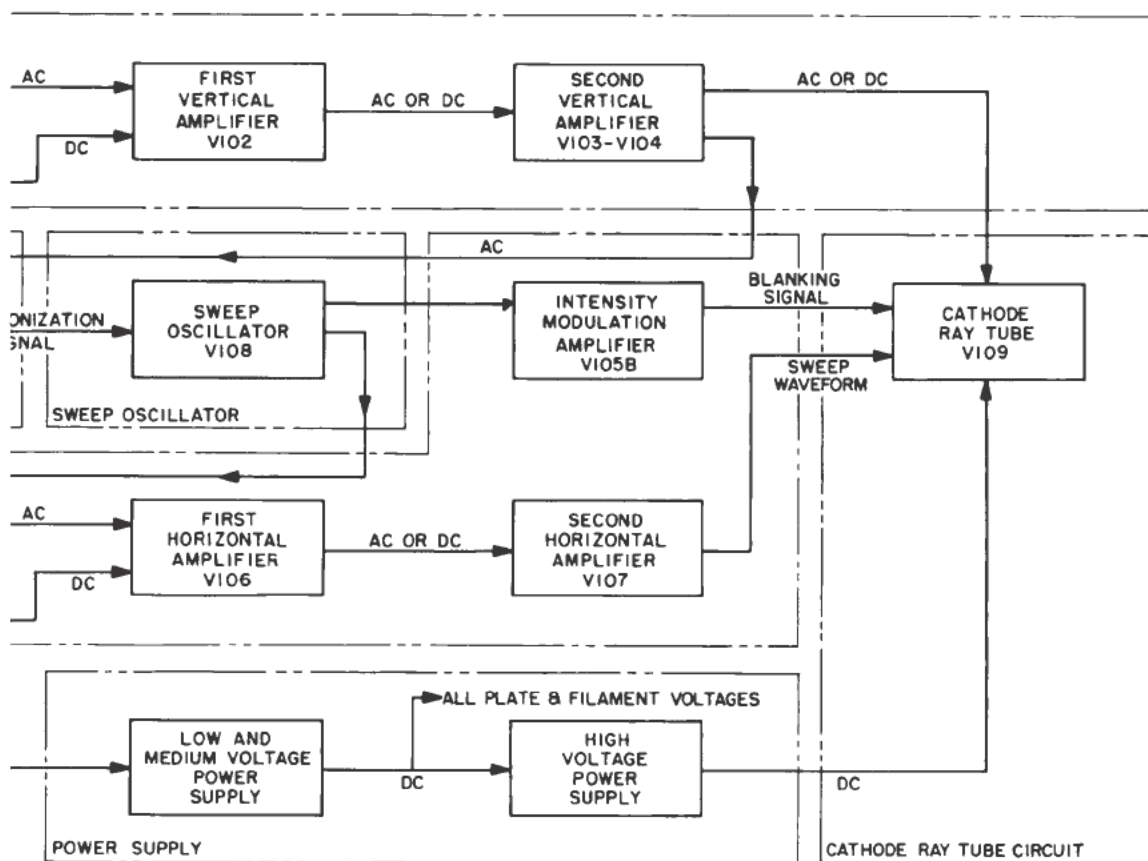 AC
FIRST
VERTICAL
AMPLIFIER
V102
DC
AC OR DC
SECOND
VERTICAL
AMPLIFIER
V103-V104
AC OR DC
AC
ONIZATION
GNAL
SWEEP
OSCILLATOR
V108
SWEEP OSCILLATOR
INTENSITY
MODULATION
AMPLIFIER
V105B
BLANKING
SIGNAL
SWEEP
WAVEFORM
CATHODE
RAY TUBE
V109
AC
DC
FIRST
HORIZONTAL
AMPLIFIER
V106
AC OR DC
SECOND
HORIZONTAL
AMPLIFIER
V107
ALL PLATE & FILAMENT VOLTAGES
LOW AND
MEDIUM VOLTAGE
POWER
SUPPLY
DC
HIGH
VOLTAGE
POWER
SUPPLY
DC
POWER SUPPLY
CATHODE RAY TUBE CIRCUIT